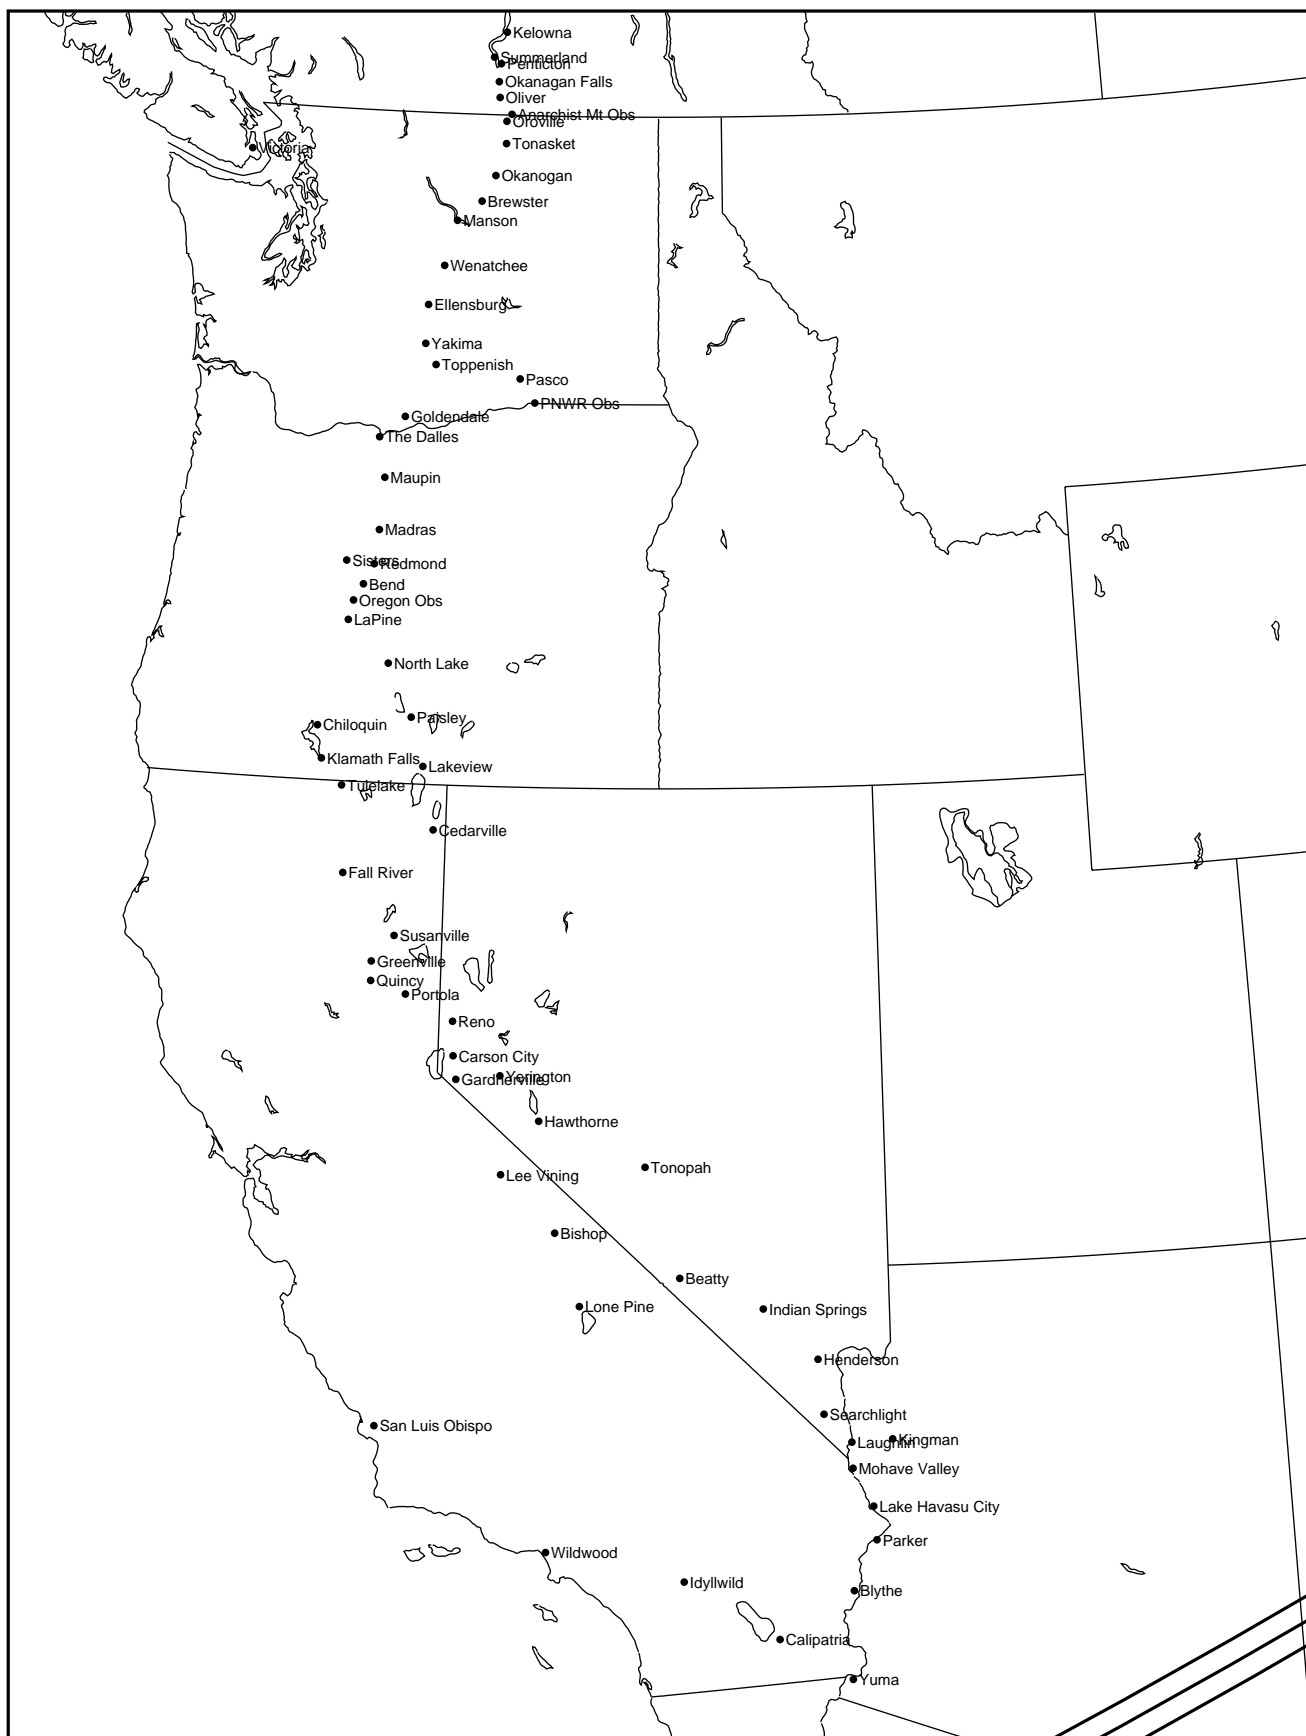 Kelowna
Summerland
Penticton
Okanagan Falls
Oliver
Anarchist Mt Obs
Oroville
Tonasket
Victoria
Okanogan
Brewster
Manson
Wenatchee
Ellensburg
Yakima
Toppenish
Pasco
PNWR Obs
Goldendale
The Dalles
Maupin
Madras
Sisters
Redmond
Bend
Oregon Obs
LaPine
North Lake
Paisley
Chiloquin
Klamath Falls
Lakeview
Tulelake
Cedarville
Fall River
Susanville
Greenville
Quincy
Portola
Reno
Carson City
Yerington
Gardnerville
Hawthorne
Tonopah
Lee Vining
Bishop
Beatty
Lone Pine
Indian Springs
Henderson
Searchlight
San Luis Obispo
Kingman
Laughlin
Mohave Valley
Lake Havasu City
Parker
Wildwood
Idyllwild
Blythe
Calipatria
Yuma